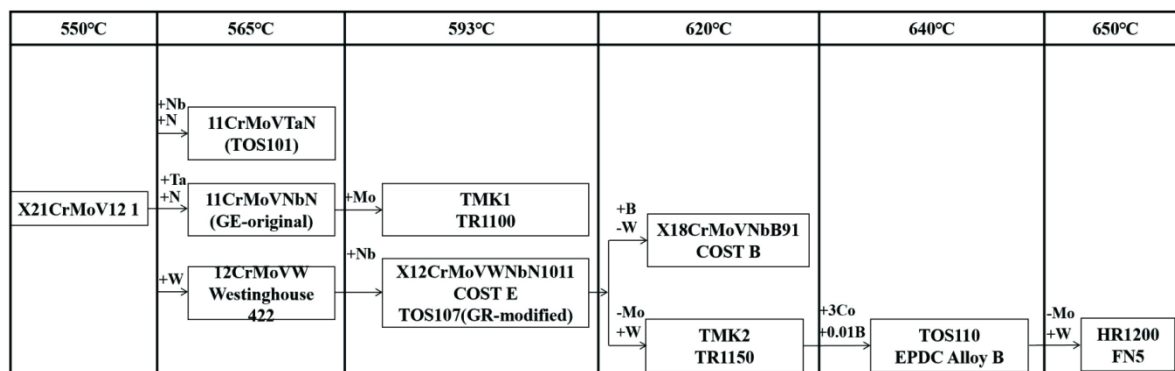 550℃
565℃
593℃
620℃
640℃
650℃
+Nb
+N
11CrMoVTaN
(TOS101)
X21CrMoV12 1
+Ta
+N
11CrMoVNbN
(GE-original)
+Mo
TMK1
TR1100
+W
12CrMoVW
Westinghouse
422
+Nb
X12CrMoVWNbN1011
COST E
TOS107(GR-modified)
+B
-W
X18CrMoVNbB91
COST B
-Mo
+W
TMK2
TR1150
+3Co
+0.01B
TOS110
EPDC Alloy B
-Mo
+W
HR1200
FN5